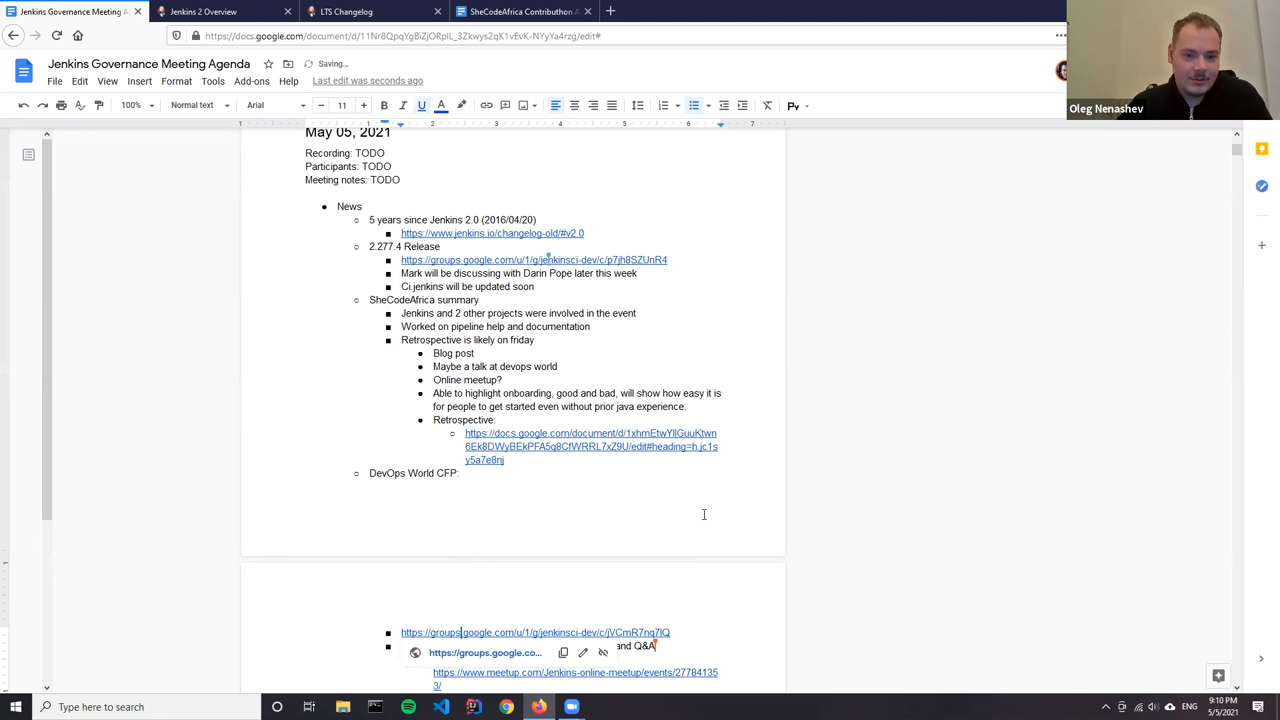 Jenkins Governance Meeting A
Jenkins 2 Overview
LTS Changelog
SheCodeAfrica Contributhon A
https://docs.google.com/document/d/11Nr8QpqYgBiZjORplL_3Zkwys2qK1vEvK-NYyYa4rzg/edit#
Jenkins Governance Meeting Agenda
Saving...
File Edit View Insert Format Tools Add-ons Help Last edit was seconds ago
100% Normal text Arial 11
May 05, 2021
Recording: TODO
Participants: TODO
Meeting notes: TODO
News
5 years since Jenkins 2.0 (2016/04/20)
https://www.jenkins.io/changelog-old/#v2.0
2.277.4 Release
https://groups.google.com/u/1/g/jenkinsci-dev/c/p7jh8SZUnR4
Mark will be discussing with Darin Pope later this week
Ci.jenkins will be updated soon
SheCodeAfrica summary
Jenkins and 2 other projects were involved in the event
Worked on pipeline help and documentation
Retrospective is likely on friday
Blog post
Maybe a talk at devops world
Online meetup?
Able to highlight onboarding, good and bad, will show how easy it is
for people to get started even without prior java experience.
Retrospective:
https://docs.google.com/document/d/1xhmEtwYllGuuKtwn
6Ek8DWyBEkPFA5q8CfWRRL7xZ9U/edit#heading=h.jc1s
y5a7e8nj
DevOps World CFP:
https://groups.google.com/u/1/g/jenkinsci-dev/c/jVCmR7nq7lQ
and Q&A
https://groups.google.co...
https://www.meetup.com/Jenkins-online-meetup/events/27784135
3/
Oleg Nenashev
Type here to search
ENG
9:10 PM
5/5/2021